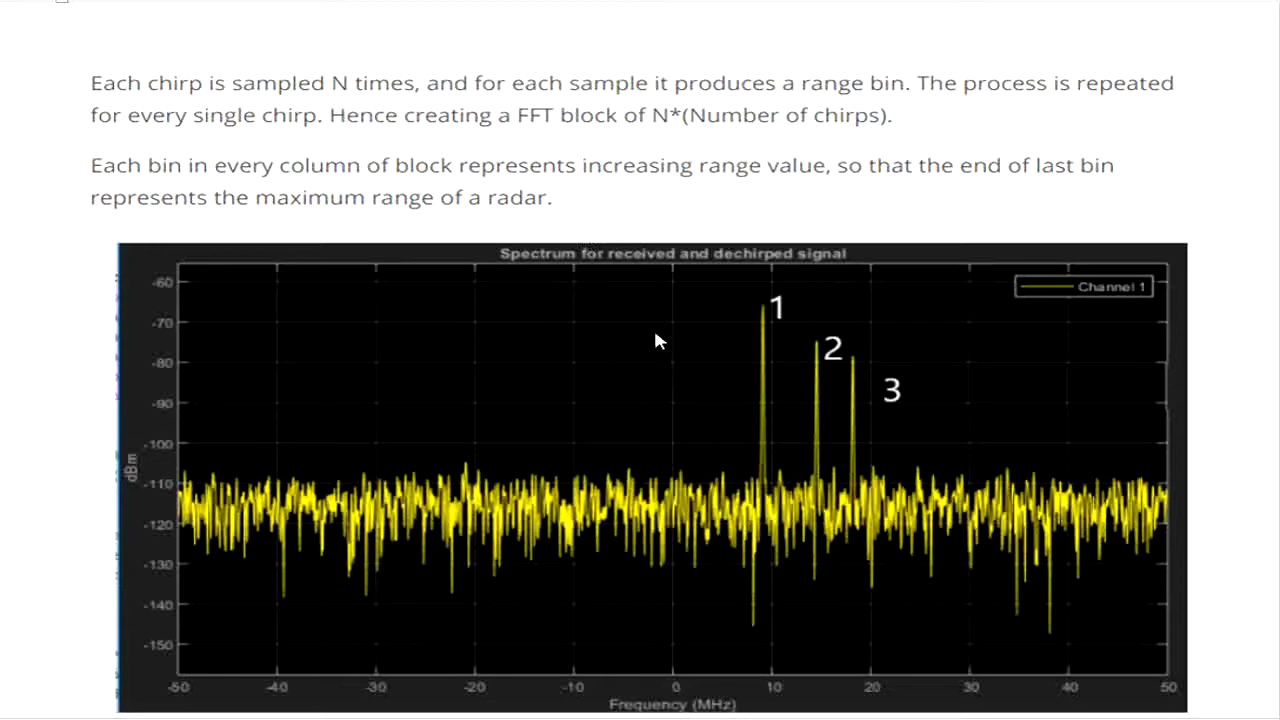 Each chirp is sampled N times, and for each sample it produces a range bin. The process is repeated
for every single chirp. Hence creating a FFT block of N*(Number of chirps).
Each bin in every column of block represents increasing range value, so that the end of last bin
represents the maximum range of a radar.
Spectrum for received and dechirped signal
Channel 1
1
2
3
dBm
-60
-70
-80
-90
-100
-110
-120
-130
-140
-150
-50 -40 -30 -20 -10 0 10 20 30 40 50
Frequency (MHz)